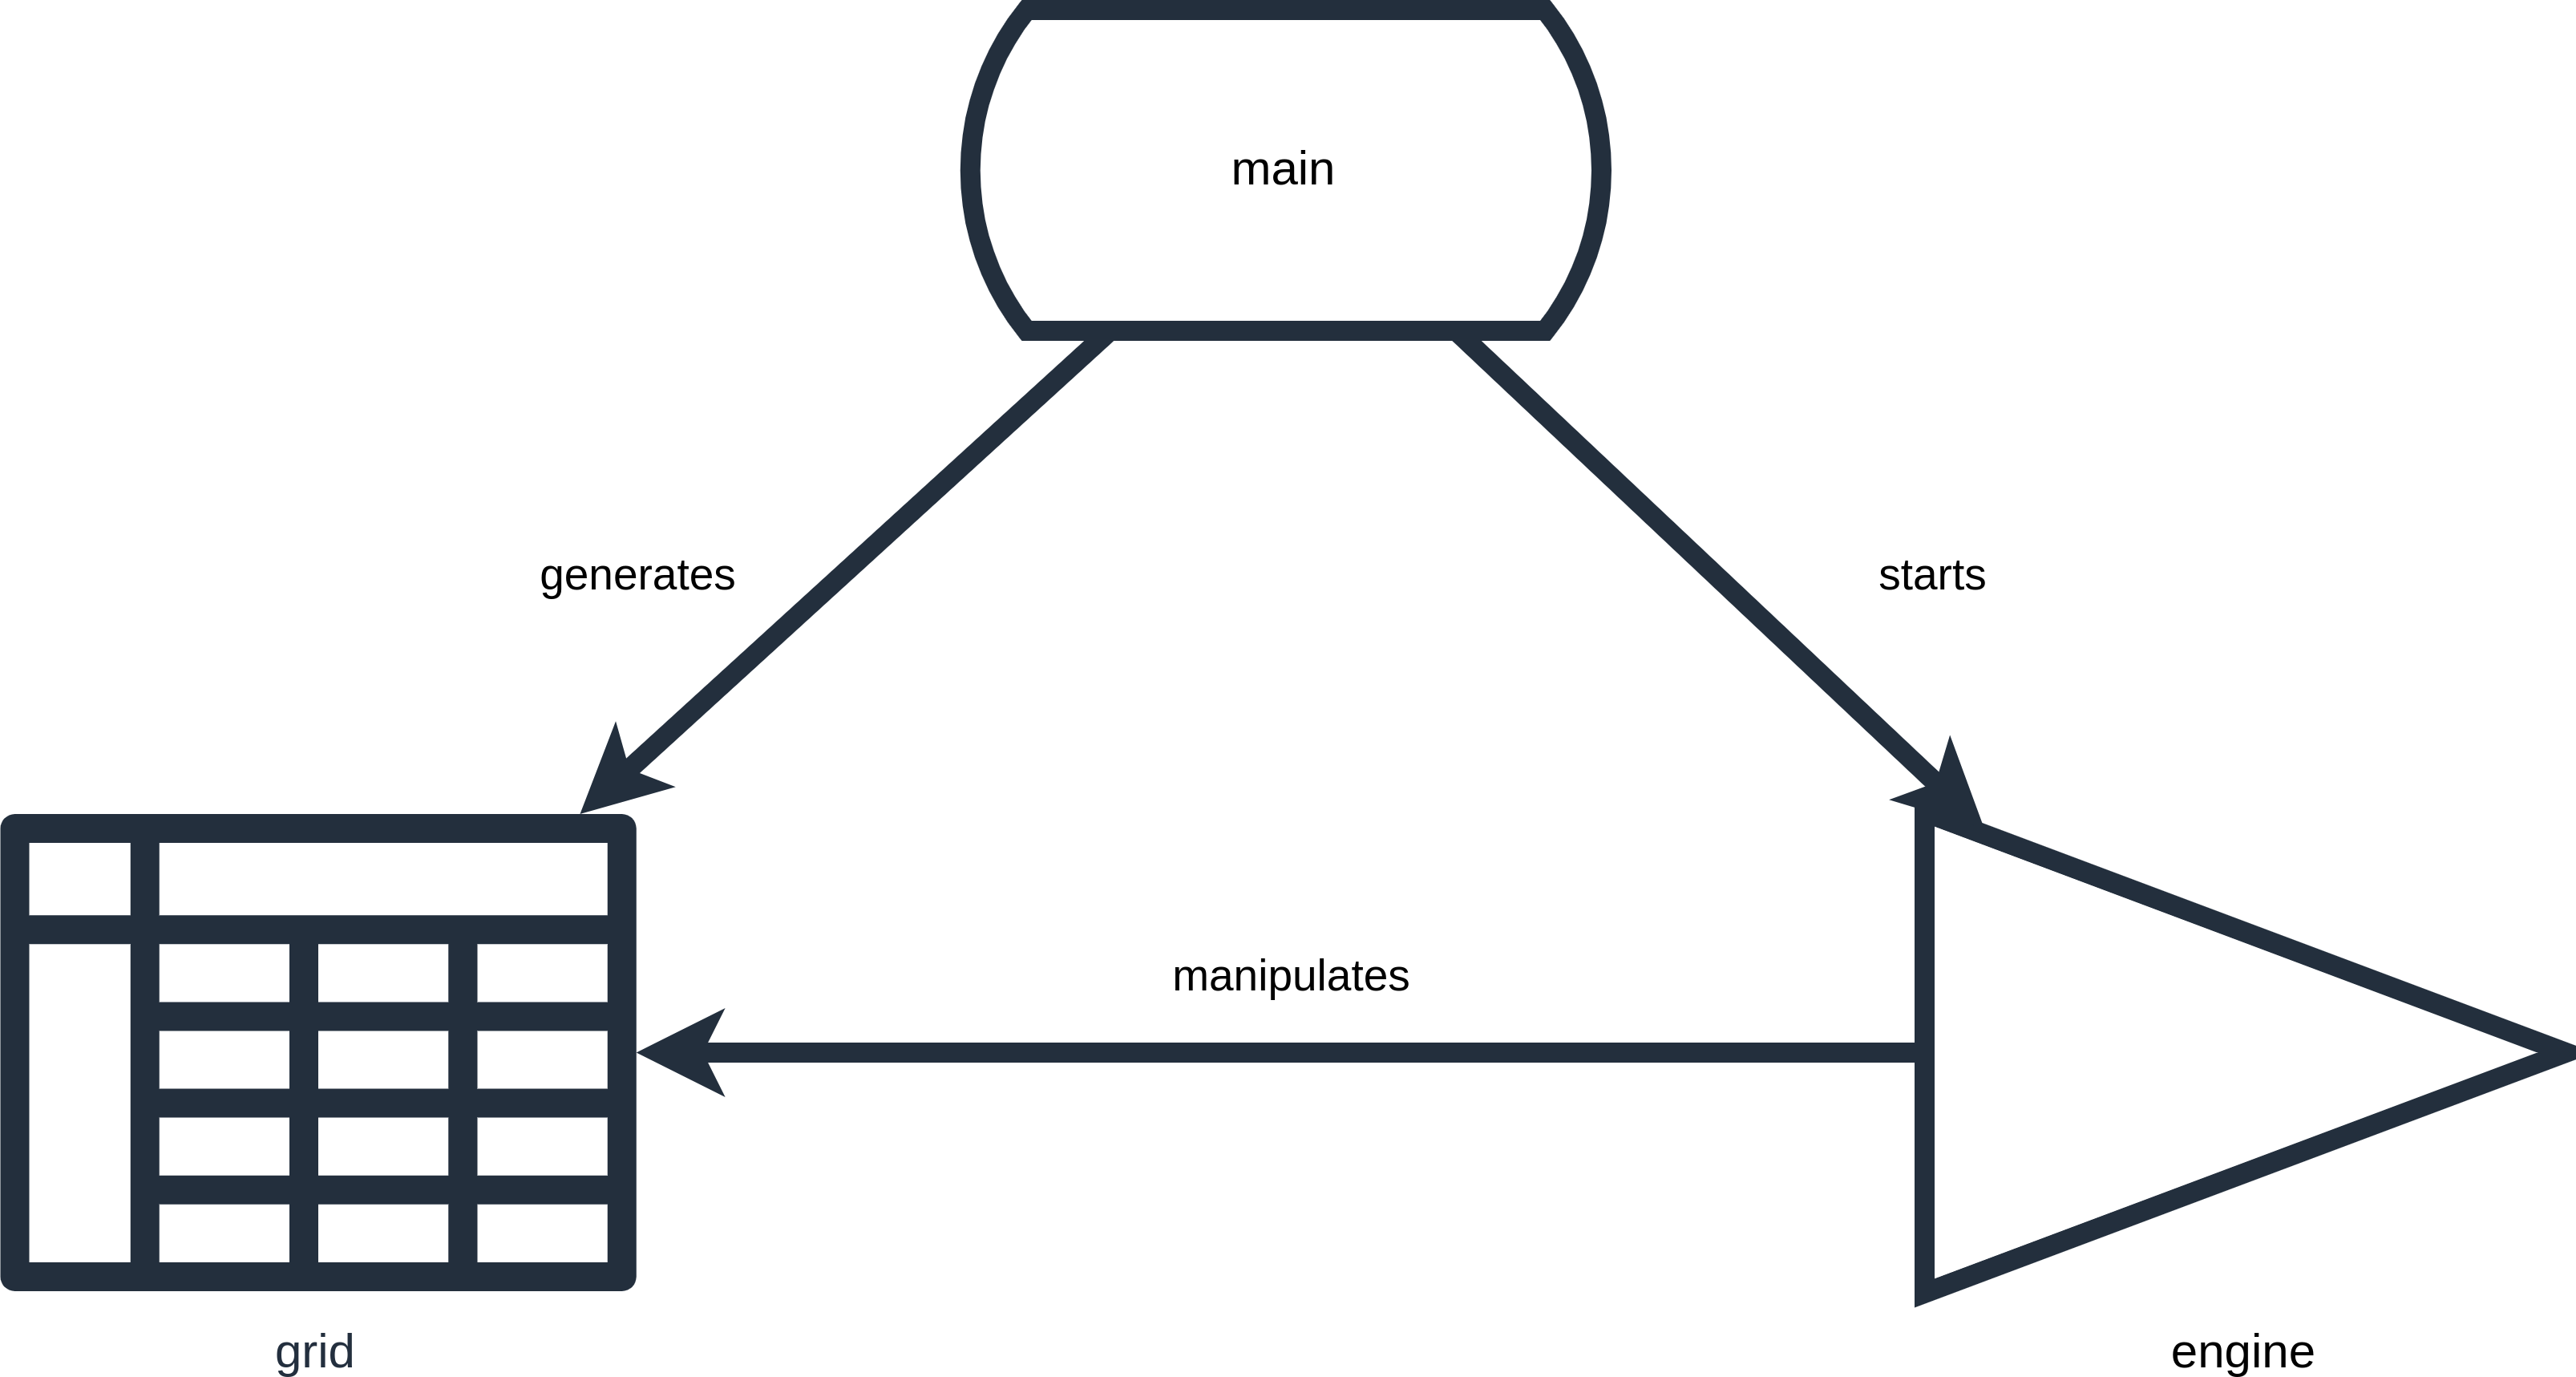 main
generates
starts
manipulates
grid
engine